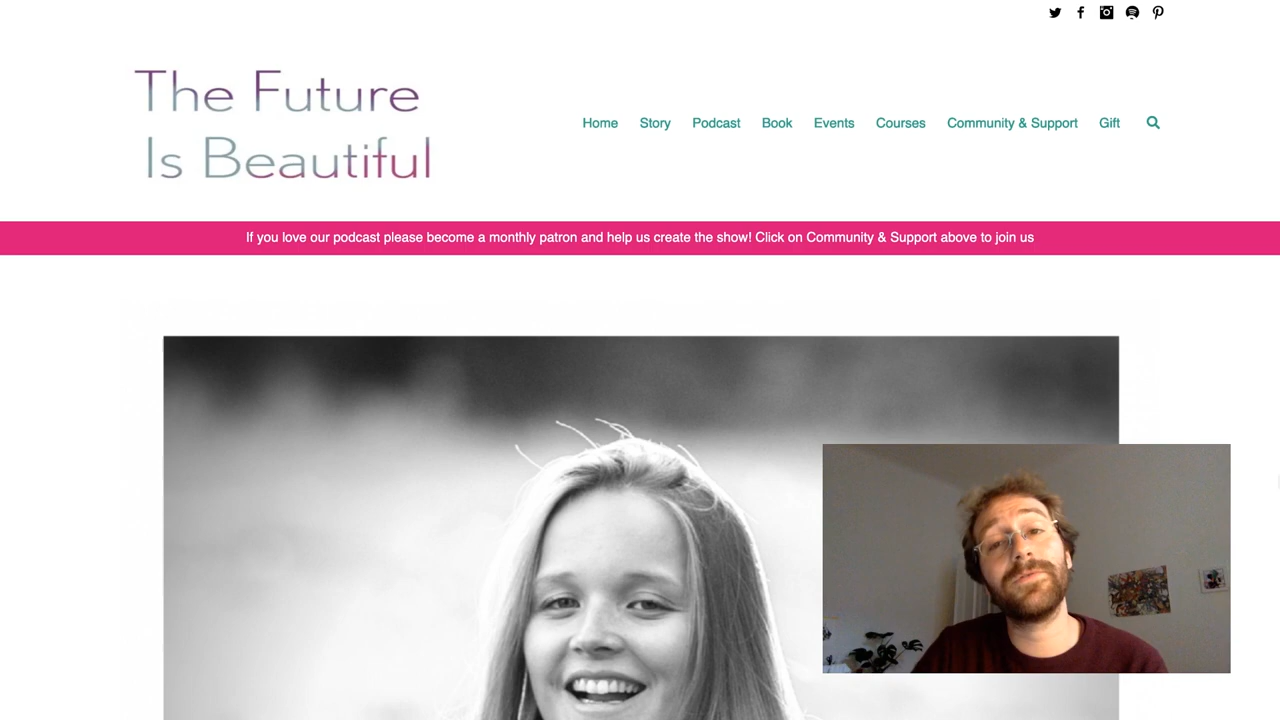 The Future
Is Beautiful
Home Story Podcast Book Events Courses Community & Support Gift
If you love our podcast please become a monthly patron and help us create the show! Click on Community & Support above to join us